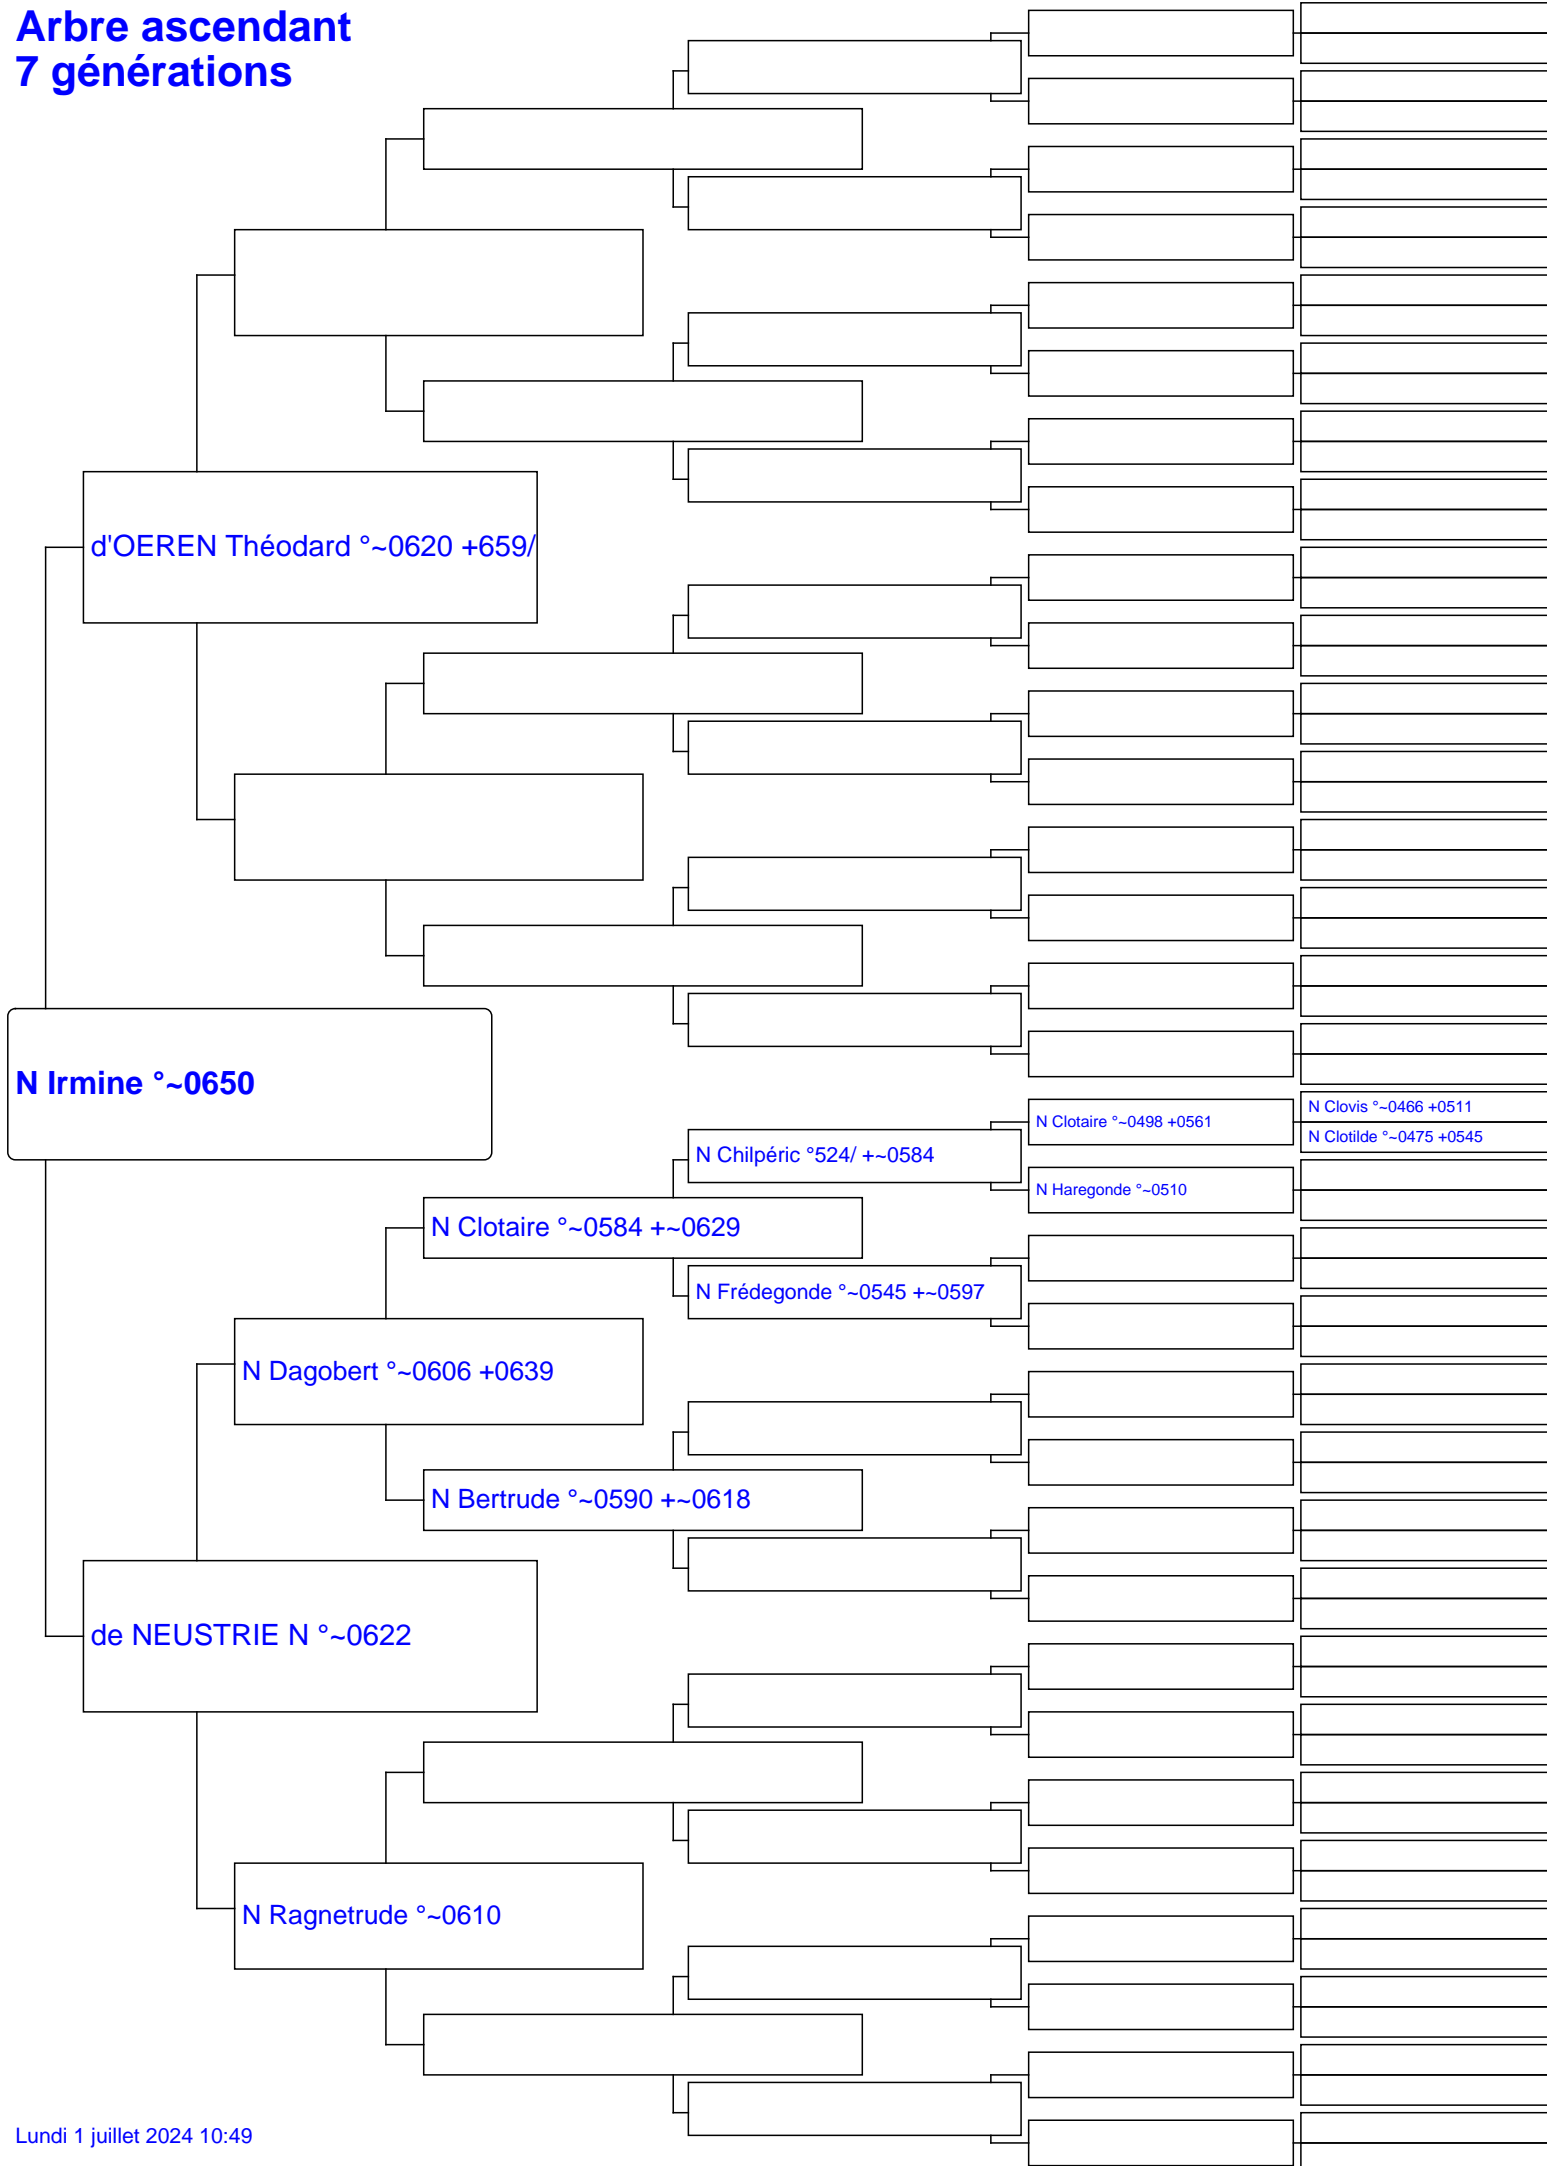 Arbre ascendant
7 générations
d'OEREN Théodard °~0620 +659/
N Irmine °~0650
N Clovis °~0466 +0511
N Clotaire °~0498 +0561
N Clotilde °~0475 +0545
N Chilpéric °524/ +~0584
N Haregonde °~0510
N Clotaire °~0584 +~0629
N Frédegonde °~0545 +~0597
N Dagobert °~0606 +0639
N Bertrude °~0590 +~0618
de NEUSTRIE N °~0622
N Ragnetrude °~0610
Lundi 1 juillet 2024 10:49